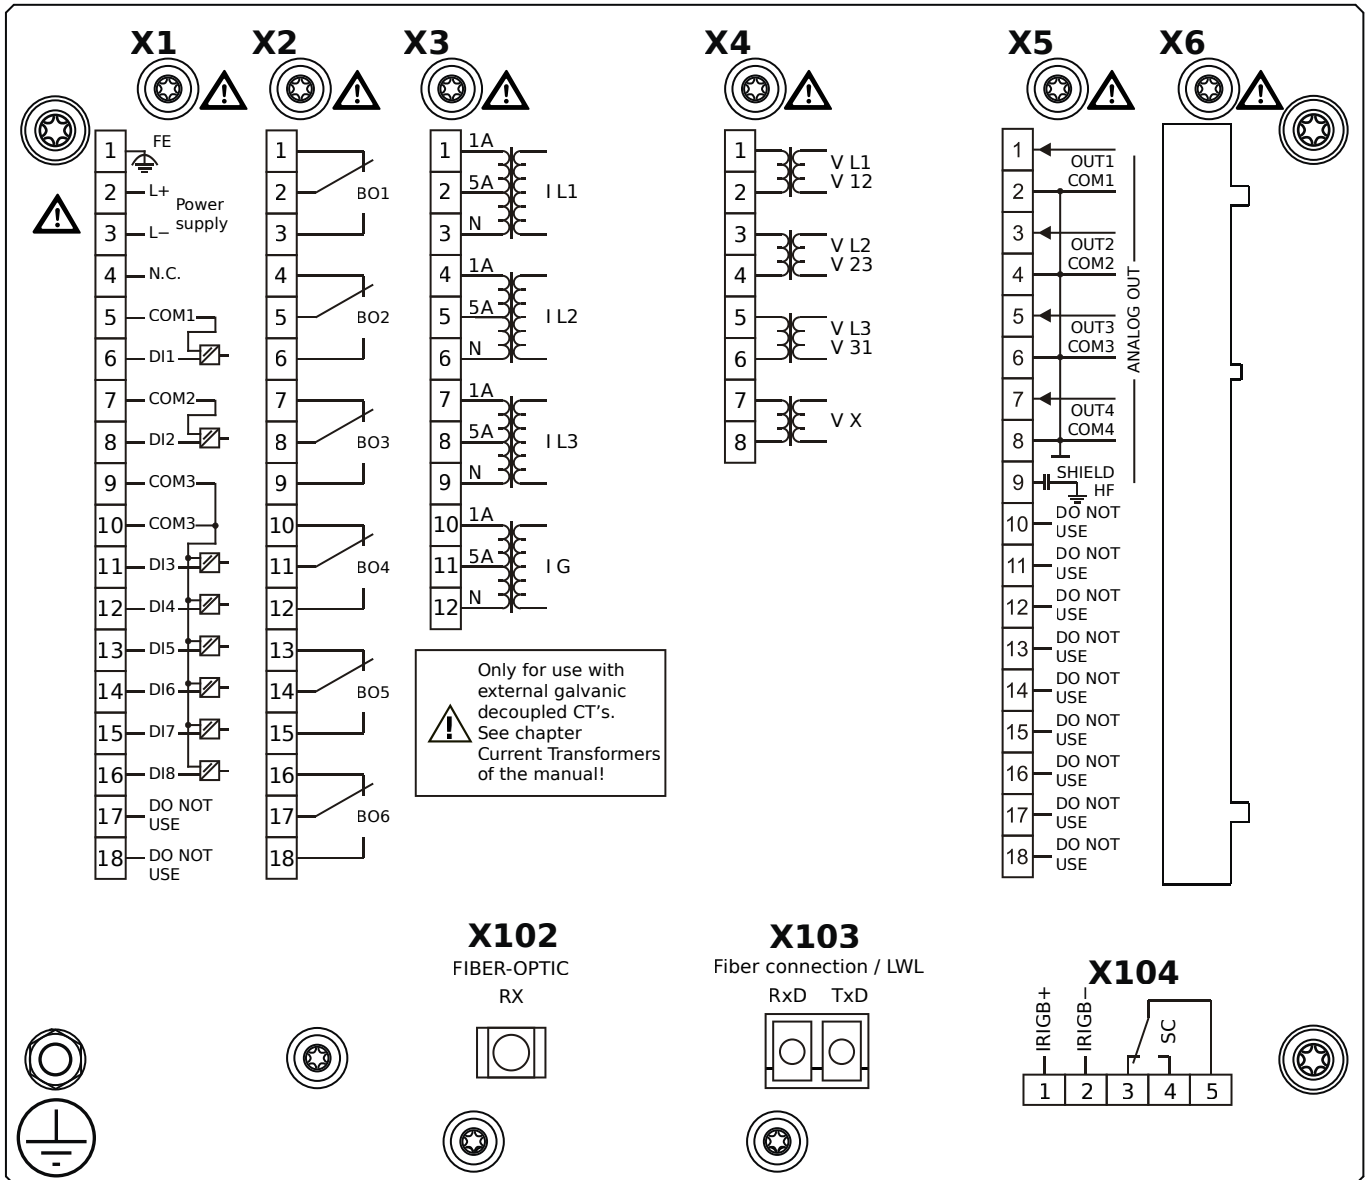 X1
X2
X3
X4
X5
X6
1
FE
2
L+
Power
supply
3
L−
4
N.C.
5
COM1
6
DI1
7
COM2
8
DI2
9
COM3
10
COM3
11
DI3
12
DI4
13
DI5
14
DI6
15
DI7
16
DI8
17
DO NOT
USE
18
DO NOT
USE
1
2
BO1
3
4
5
BO2
6
7
8
BO3
9
10
11
BO4
12
13
14
BO5
15
16
17
BO6
18
1
1A
2
5A
I L1
3
N
4
1A
5
5A
I L2
6
N
7
1A
8
5A
I L3
9
N
10
1A
11
5A
I G
12
N
Only for use with
external galvanic
decoupled CT's.
See chapter
Current Transformers
of the manual!
1
V L1
2
V 12
3
V L2
4
V 23
5
V L3
6
V 31
7
V X
8
1
OUT1
2
COM1
3
OUT2
4
COM2
5
OUT3
6
COM3
7
OUT4
8
COM4
ANALOG OUT
9
SHIELD
HF
10
DO NOT
USE
11
DO NOT
USE
12
DO NOT
USE
13
DO NOT
USE
14
DO NOT
USE
15
DO NOT
USE
16
DO NOT
USE
17
DO NOT
USE
18
DO NOT
USE
X102
FIBER-OPTIC
RX
X103
Fiber connection / LWL
RxD TxD
X104
IRIGB+
IRIGB−
SC
1 2 3 4 5